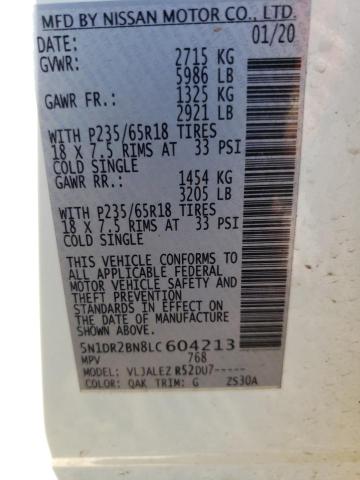 MFD BY NISSAN MOTOR CO., LTD.
DATE: 01/20
GVWR: 2715 KG
5986 LB
GAWR FR.: 1325 KG
2921 LB
WITH P235/65R18 TIRES
18 X 7.5 RIMS AT 33 PSI
COLD SINGLE
GAWR RR.: 1454 KG
3205 LB
WITH P235/65R18 TIRES
18 X 7.5 RIMS AT 33 PSI
COLD SINGLE
THIS VEHICLE CONFORMS TO
ALL APPLICABLE FEDERAL
MOTOR VEHICLE SAFETY AND
THEFT PREVENTION
STANDARDS IN EFFECT ON
THE DATE OF MANUFACTURE
SHOWN ABOVE.
5N1DR2BN8LC604213
MPV 768
MODEL: VLJALEZ R52DU7-----
COLOR: QAK TRIM: G ZS30A